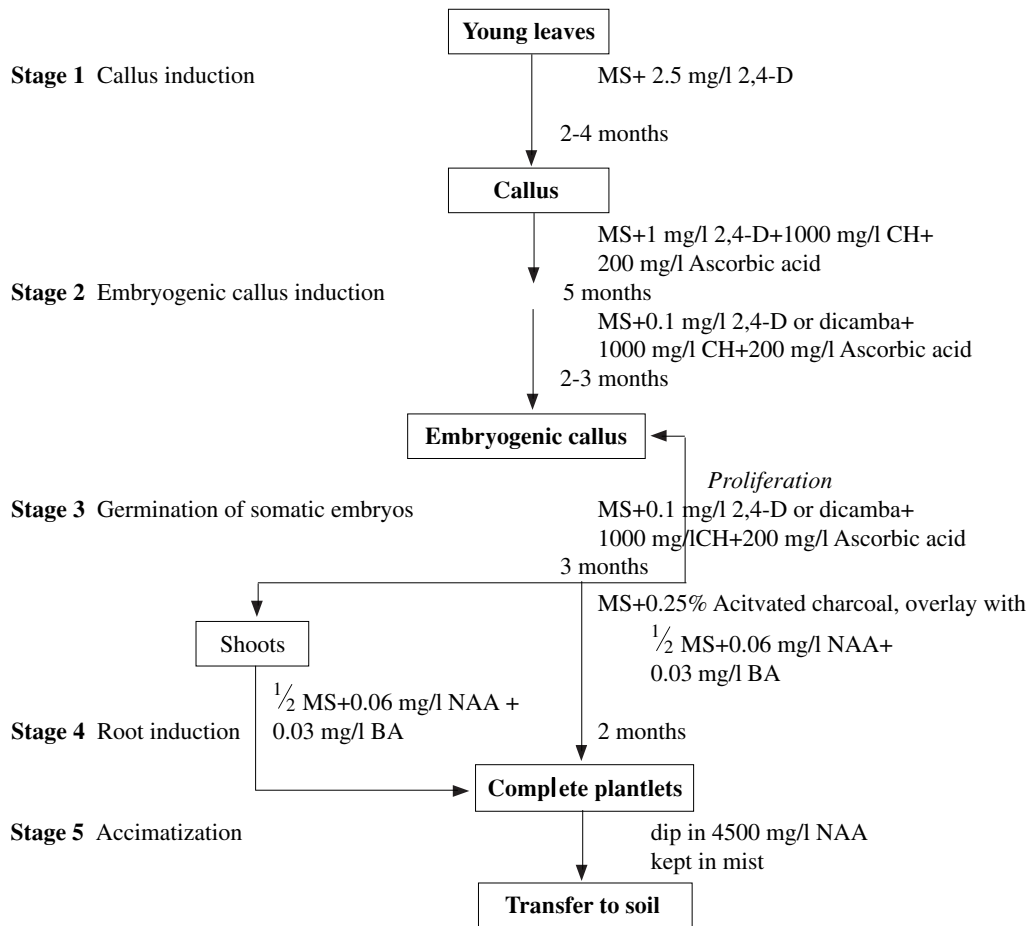 Young leaves
Stage 1 Callus induction
MS+ 2.5 mg/l 2,4-D
2-4 months
Callus
MS+1 mg/l 2,4-D+1000 mg/l CH+
200 mg/l Ascorbic acid
Stage 2 Embryogenic callus induction
5 months
MS+0.1 mg/l 2,4-D or dicamba+
1000 mg/l CH+200 mg/l Ascorbic acid
2-3 months
Embryogenic callus
Proliferation
Stage 3 Germination of somatic embryos
MS+0.1 mg/l 2,4-D or dicamba+
1000 mg/lCH+200 mg/l Ascorbic acid
3 months
MS+0.25% Acitvated charcoal, overlay with
1/2 MS+0.06 mg/l NAA+
0.03 mg/l BA
Shoots
1/2 MS+0.06 mg/l NAA +
0.03 mg/l BA
Stage 4 Root induction
2 months
Complete plantlets
Stage 5 Accimatization
dip in 4500 mg/l NAA
kept in mist
Transfer to soil